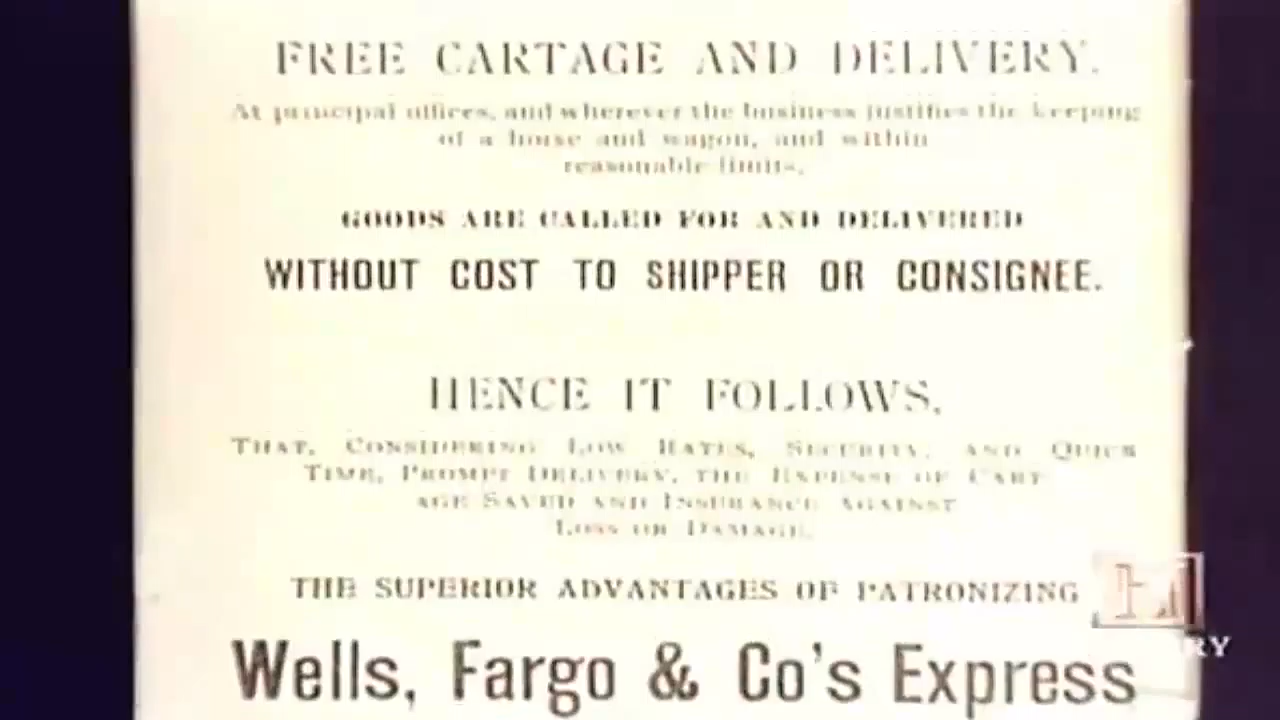 FREE CARTAGE AND DELIVERY.
At principal offices, and wherever the business justifies the keeping
of a horse and wagon, and within
reasonable limits,
GOODS ARE CALLED FOR AND DELIVERED
WITHOUT COST TO SHIPPER OR CONSIGNEE.
HENCE IT FOLLOWS,
THAT, CONSIDERING LOW RATES, SECURITY, AND QUICK
TIME, PROMPT DELIVERY, THE EXPENSE OF CART-
AGE SAVED AND INSURANCE AGAINST
LOSS OR DAMAGE,
THE SUPERIOR ADVANTAGES OF PATRONIZING
H
RY
Wells, Fargo & Co's Express